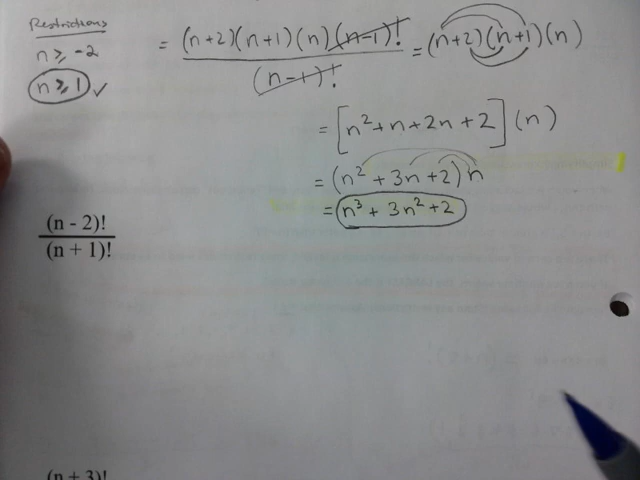 Restrictions
n ≥ -2
n ≥ 1 ✓
= (n+2)(n+1)(n)(n-1)! / (n-1)! = (n+2)(n+1)(n)
= [n² + n + 2n + 2](n)
= (n² + 3n + 2)n
= n³ + 3n² + 2
(n - 2)!
(n + 1)!
(n + 3)!